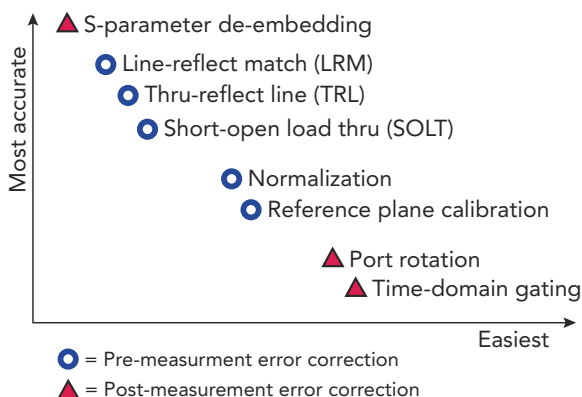 S-parameter de-embedding
Line-reflect match (LRM)
Thru-reflect line (TRL)
Short-open load thru (SOLT)
Normalization
Reference plane calibration
Port rotation
Time-domain gating
Most accurate
Easiest
= Pre-measurment error correction
= Post-measurement error correction